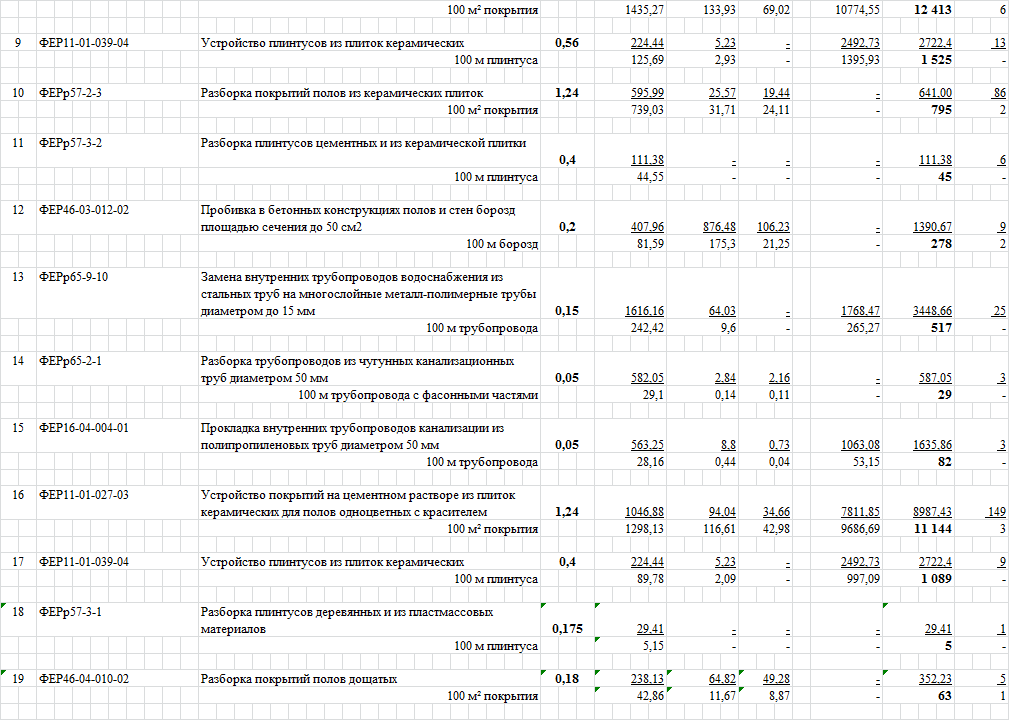 100 м² покрытия 1435,27 133,93 69,02 10774,55 12 413 6
9 ФЕР11-01-039-04 Устройство плинтусов из плиток керамических 0,56 224,44 5,23 - 2492,73 2722,4 13
100 м плинтуса 125,69 2,93 - 1395,93 1 525 -
10 ФЕРр57-2-3 Разборка покрытий полов из керамических плиток 1,24 595,99 25,57 19,44 - 641,00 86
100 м² покрытия 739,03 31,71 24,11 - 795 2
11 ФЕРр57-3-2 Разборка плинтусов цементных и из керамической плитки
0,4 111,38 - - - 111,38 6
100 м плинтуса 44,55 - - - 45 -
12 ФЕР46-03-012-02 Пробивка в бетонных конструкциях полов и стен борозд
площадью сечения до 50 см2 0,2 407,96 876,48 106,23 - 1390,67 9
100 м борозд 81,59 175,3 21,25 - 278 2
13 ФЕРр65-9-10 Замена внутренних трубопроводов водоснабжения из
стальных труб на многослойные металл-полимерные трубы
диаметром до 15 мм 0,15 1616,16 64,03 - 1768,47 3448,66 25
100 м трубопровода 242,42 9,6 - 265,27 517 -
14 ФЕРр65-2-1 Разборка трубопроводов из чугунных канализационных
труб диаметром 50 мм 0,05 582,05 2,84 2,16 - 587,05 3
100 м трубопровода с фасонными частями 29,1 0,14 0,11 - 29 -
15 ФЕР16-04-004-01 Прокладка внутренних трубопроводов канализации из
полипропиленовых труб диаметром 50 мм 0,05 563,25 8,8 0,73 1063,08 1635,86 3
100 м трубопровода 28,16 0,44 0,04 53,15 82 -
16 ФЕР11-01-027-03 Устройство покрытий на цементном растворе из плиток
керамических для полов одноцветных с красителем 1,24 1046,88 94,04 34,66 7811,85 8987,43 149
100 м² покрытия 1298,13 116,61 42,98 9686,69 11 144 3
17 ФЕР11-01-039-04 Устройство плинтусов из плиток керамических 0,4 224,44 5,23 - 2492,73 2722,4 9
100 м плинтуса 89,78 2,09 - 997,09 1 089 -
18 ФЕРр57-3-1 Разборка плинтусов деревянных и из пластмассовых
материалов 0,175 29,41 - - - 29,41 1
100 м плинтуса 5,15 - - - 5 -
19 ФЕР46-04-010-02 Разборка покрытий полов дощатых 0,18 238,13 64,82 49,28 - 352,23 5
100 м² покрытия 42,86 11,67 8,87 - 63 1